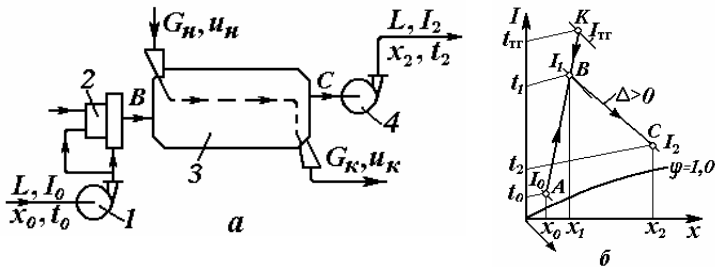 Gн, uн
L, I2
x2, t2
2
B
C
3
4
Gк, uк
L, I0
x0, t0
1
а
I
K
tтг
Iтг
I1
B
t1
Δ>0
C
I2
t2
φ=1,0
I0
A
t0
x0
x1
x2
x
б